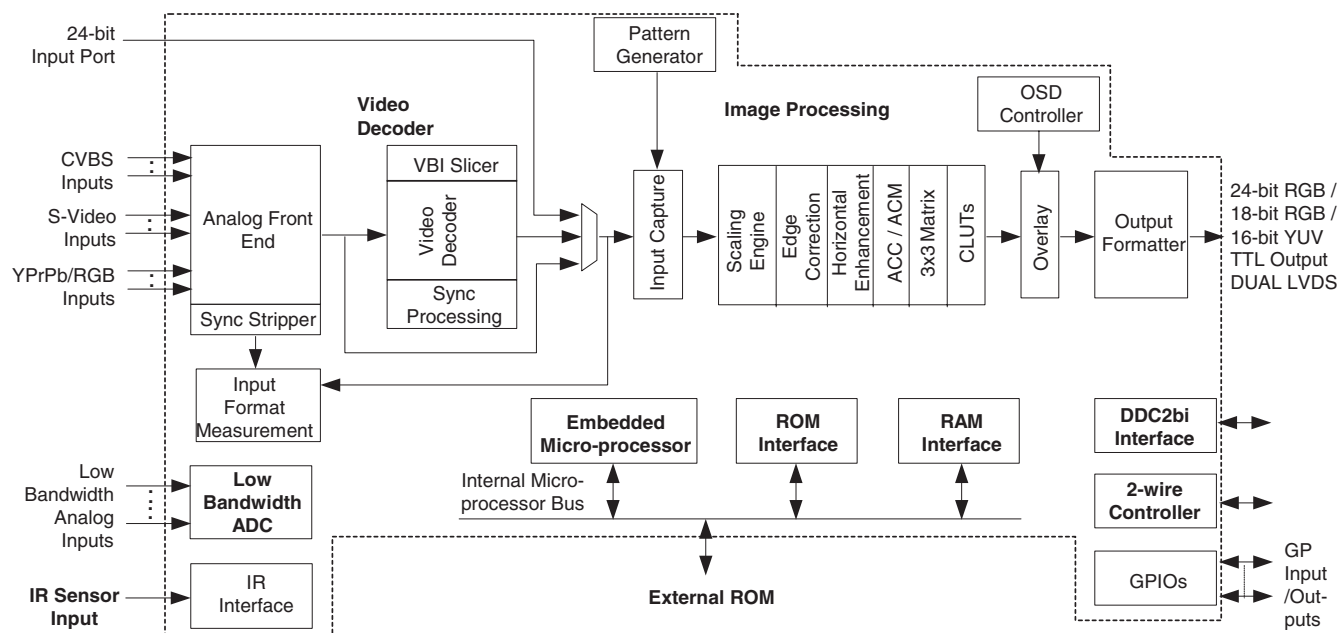 24-bit
Input Port
Pattern
Generator
Video
Decoder
Image Processing
OSD
Controller
CVBS
Inputs
S-Video
Inputs
YPrPb/RGB
Inputs
Analog Front
End
Sync Stripper
VBI Slicer
Video
Decoder
Sync
Processing
Input Capture
Scaling
Engine
Edge
Correction
Horizontal
Enhancement
ACC / ACM
3x3 Matrix
CLUTs
Overlay
Output
Formatter
24-bit RGB /
18-bit RGB /
16-bit YUV
TTL Output
DUAL LVDS
Input
Format
Measurement
Embedded
Micro-processor
ROM
Interface
RAM
Interface
DDC2bi
Interface
Low
Bandwidth
Analog
Inputs
Low
Bandwidth
ADC
Internal Micro-
processor Bus
2-wire
Controller
IR Sensor
Input
IR
Interface
External ROM
GPIOs
GP
Input
/Out-
puts